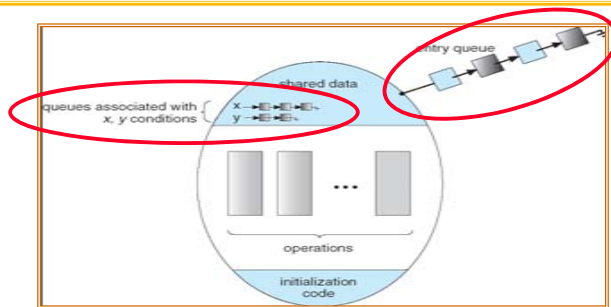 entry queue
shared data
queues associated with
x, y conditions
x
y
...
operations
initialization
code